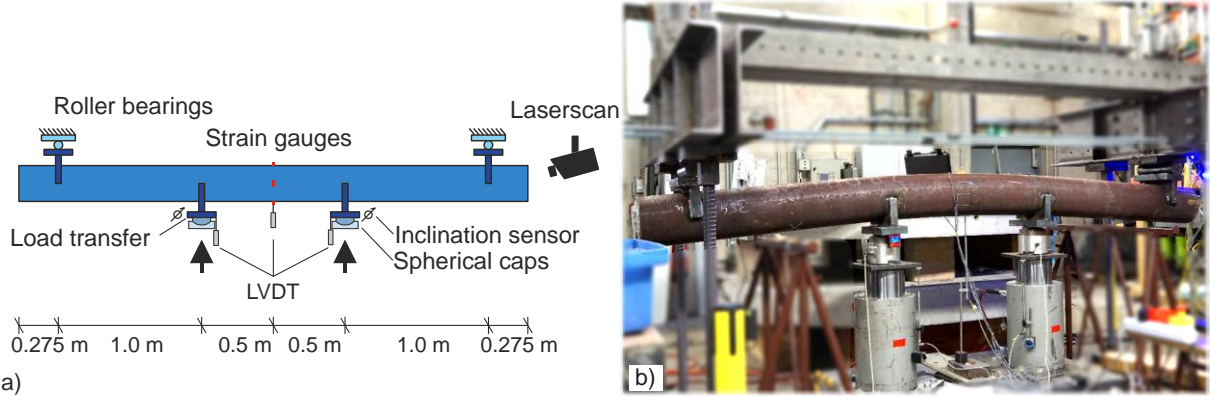 Roller bearings
Strain gauges
Laserscan
Load transfer
Inclination sensor
Spherical caps
LVDT
0.275 m 1.0 m 0.5 m 0.5 m 1.0 m 0.275 m
a)
b)